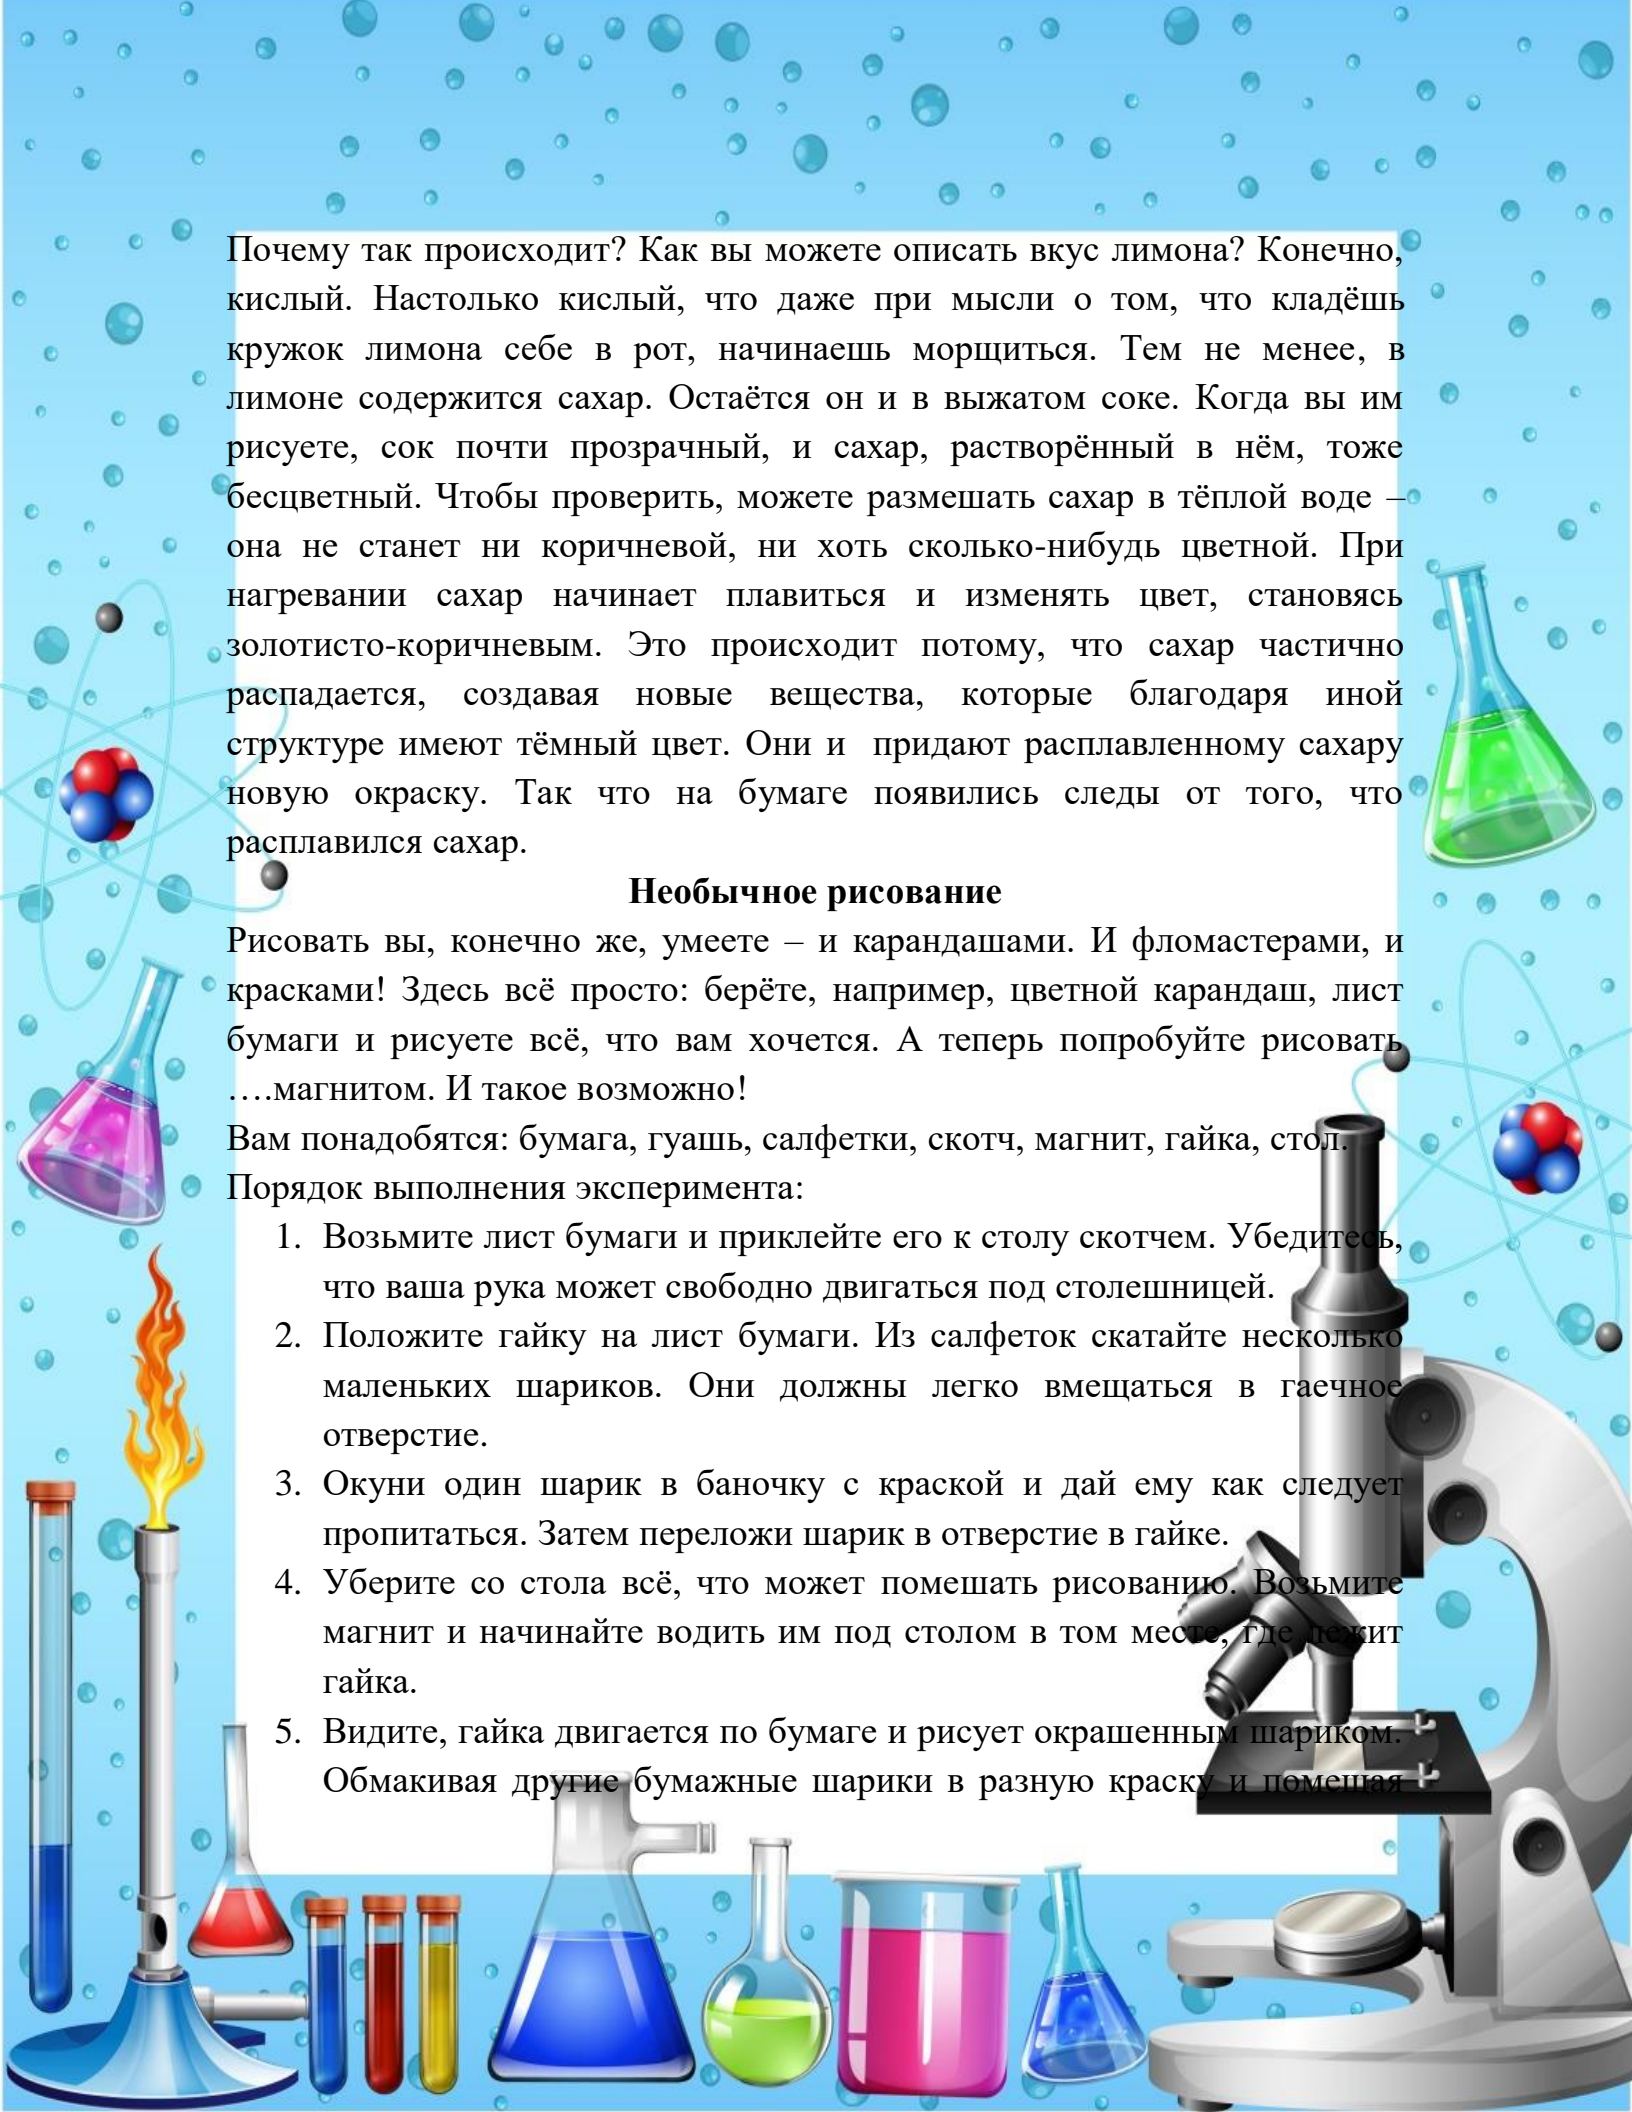 Почему так происходит? Как вы можете описать вкус лимона? Конечно,
кислый. Настолько кислый, что даже при мысли о том, что кладёшь
кружок лимона себе в рот, начинаешь морщиться. Тем не менее, в
лимоне содержится сахар. Остаётся он и в выжатом соке. Когда вы им
рисуете, сок почти прозрачный, и сахар, растворённый в нём, тоже
бесцветный. Чтобы проверить, можете размешать сахар в тёплой воде –
она не станет ни коричневой, ни хоть сколько-нибудь цветной. При
нагревании сахар начинает плавиться и изменять цвет, становясь
золотисто-коричневым. Это происходит потому, что сахар частично
распадается, создавая новые вещества, которые благодаря иной
структуре имеют тёмный цвет. Они и придают расплавленному сахару
новую окраску. Так что на бумаге появились следы от того, что
расплавился сахар.
Необычное рисование
Рисовать вы, конечно же, умеете – и карандашами. И фломастерами, и
красками! Здесь всё просто: берёте, например, цветной карандаш, лист
бумаги и рисуете всё, что вам хочется. А теперь попробуйте рисовать
….магнитом. И такое возможно!
Вам понадобятся: бумага, гуашь, салфетки, скотч, магнит, гайка, стол.
Порядок выполнения эксперимента:
1. Возьмите лист бумаги и приклейте его к столу скотчем. Убедитесь,
что ваша рука может свободно двигаться под столешницей.
2. Положите гайку на лист бумаги. Из салфеток скатайте несколько
маленьких шариков. Они должны легко вмещаться в гаечное
отверстие.
3. Окуни один шарик в баночку с краской и дай ему как следует
пропитаться. Затем переложи шарик в отверстие в гайке.
4. Уберите со стола всё, что может помешать рисованию. Возьмите
магнит и начинайте водить им под столом в том месте, где лежит
гайка.
5. Видите, гайка двигается по бумаге и рисует окрашенным шариком.
Обмакивая другие бумажные шарики в разную краску и помещая